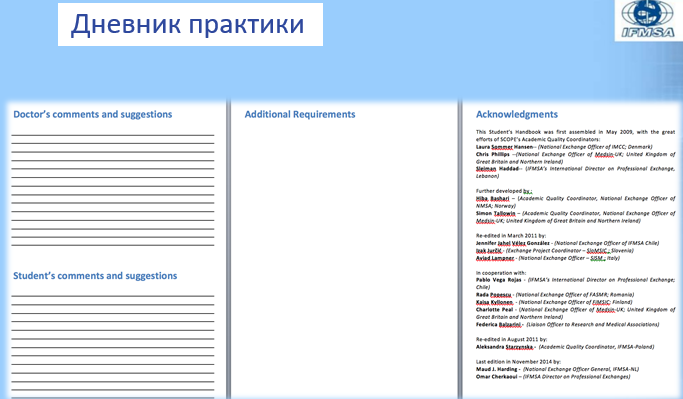 Дневник практики
IFMSA
Doctor's comments and suggestions
Student's comments and suggestions
Additional Requirements
Acknowledgments
This Student's Handbook was first assembled in May 2009, with the great
efforts of SCOPE's Academic Quality Coordinators:
Laura Sommer Hansen– (National Exchange Officer of IMCC; Denmark)
Chris Phillips –(National Exchange Officer of Medsin-UK; United Kingdom of
Great Britain and Northern Ireland)
Sleiman Haddad– (IFMSA's International Director on Professional Exchange,
Lebanon)
Further developed by :
Hiba Bashari – (Academic Quality Coordinator, National Exchange Officer of
NMSA; Norway)
Simon Tallowin – (Academic Quality Coordinator, National Exchange Officer of
Medsin-UK; United Kingdom of Great Britain and Northern Ireland)
Re-edited in March 2011 by:
Jennifer Jahel Vélez González - (National Exchange Officer of IFMSA Chile)
Izak Jurčič - (Exchange Project Coordinator – SloMSIC ; Slovenia)
Aviad Lampner - (National Exchange Officer – SISM ; Italy)
In cooperation with:
Pablo Vega Rojas - (IFMSA's International Director on Professional Exchange;
Chile)
Rada Popescu - (National Exchange Officer of FASMR; Romania)
Kaisa Kyllonen - (National Exchange Officer of FIMSIC; Finland)
Charlotte Peal - (National Exchange Officer of Medsin-UK; United Kingdom of
Great Britain and Northern Ireland)
Federica Balzarini - (Liaison Officer to Research and Medical Associations)
Re-edited in August 2011 by:
Aleksandra Starzynska - (Academic Quality Coordinator, IFMSA-Poland)
Last edition in November 2014 by:
Maud J. Harding - (National Exchange Officer General, IFMSA-NL)
Omar Cherkaoui – (IFMSA Director on Professional Exchanges)